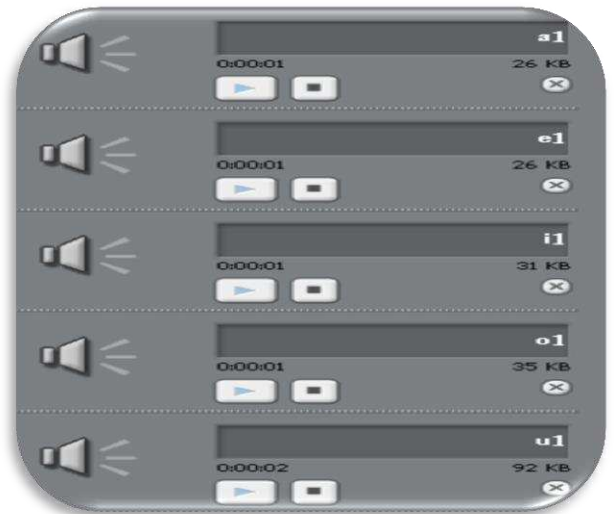 a1
0:00:01 26 KB
e1
0:00:01 26 KB
i1
0:00:01 31 KB
o1
0:00:01 35 KB
u1
0:00:02 92 KB